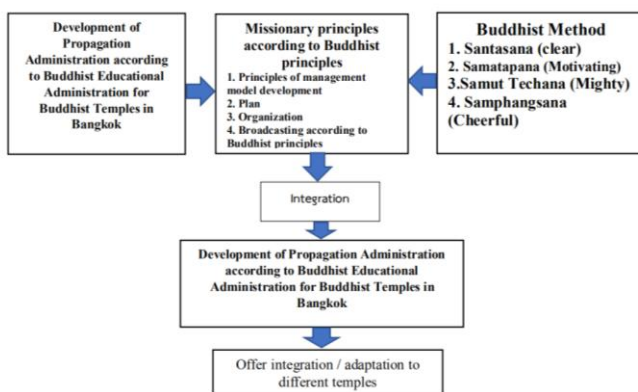 Development of
Propagation
Administration according
to Buddhist Educational
Administration for
Buddhist Temples in
Bangkok
Missionary principles
according to Buddhist
principles
1. Principles of management
model development
2. Plan
3. Organization
4. Broadcasting according to
Buddhist principles
Buddhist Method
1. Santasana (clear)
2. Samatapana (Motivating)
3.Samut Techana (Mighty)
4. Samphangsana
(Cheerful)
Integration
Development of Propagation Administration
according to Buddhist Educational
Administration for Buddhist Temples in
Bangkok
Offer integration / adaptation to
different temples